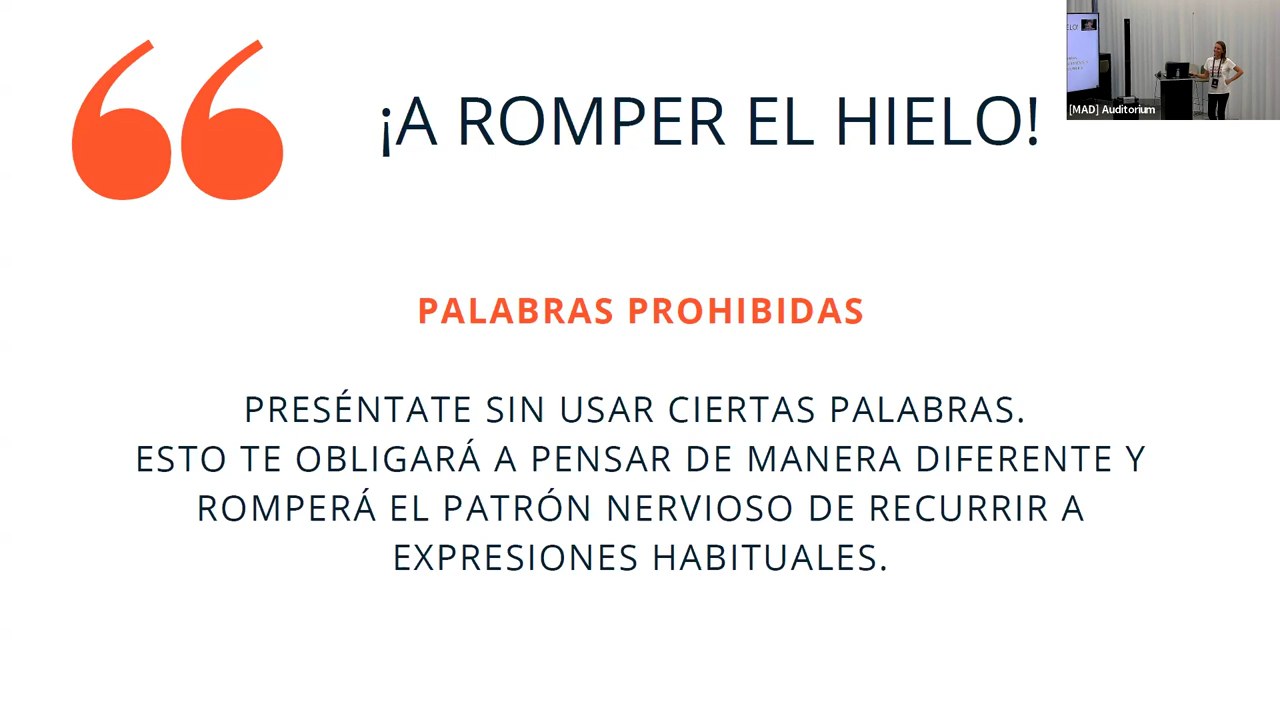 ¡A ROMPER EL HIELO!
[MAD] Auditorium
PALABRAS PROHIBIDAS
PRESÉNTATE SIN USAR CIERTAS PALABRAS.
ESTO TE OBLIGARÁ A PENSAR DE MANERA DIFERENTE Y
ROMPERÁ EL PATRÓN NERVIOSO DE RECURRIR A
EXPRESIONES HABITUALES.